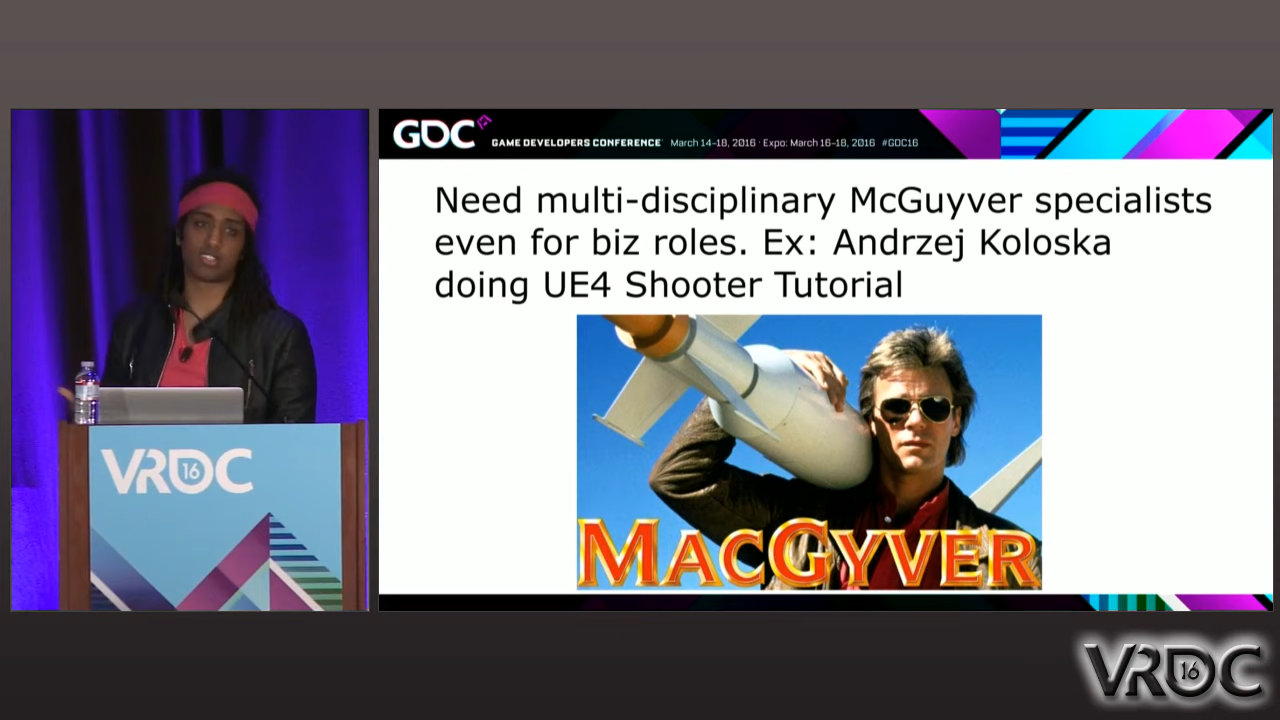 GDC
GAME DEVELOPERS CONFERENCE March 14-18, 2016 · Expo: March 16-18, 2016 #GDC16
Need multi-disciplinary McGuyver specialists
even for biz roles. Ex: Andrzej Koloska
doing UE4 Shooter Tutorial
MACGYVER
VRDC 16
VRDC 16